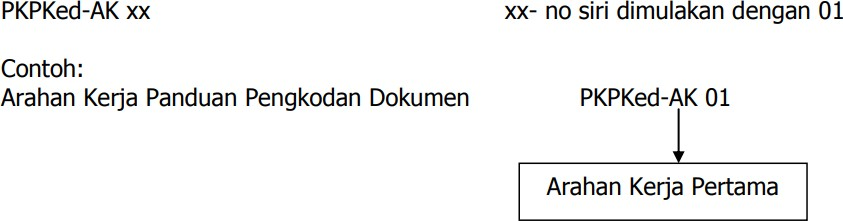 PKPKed-AK xx xx- no siri dimulakan dengan 01
Contoh:
Arahan Kerja Panduan Pengkodan Dokumen PKPKed-AK 01
Arahan Kerja Pertama